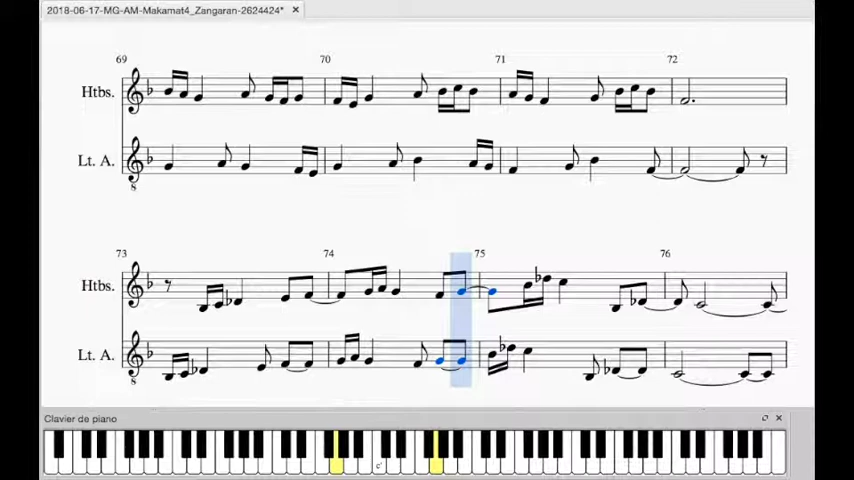 2018-06-17-MG-AM-Makamat4_Zangaran-2624424*
69 70 71 72
Htbs.
Lt. A.
8
73 74 75 76
Htbs.
Lt. A.
8
Clavier de piano
c'